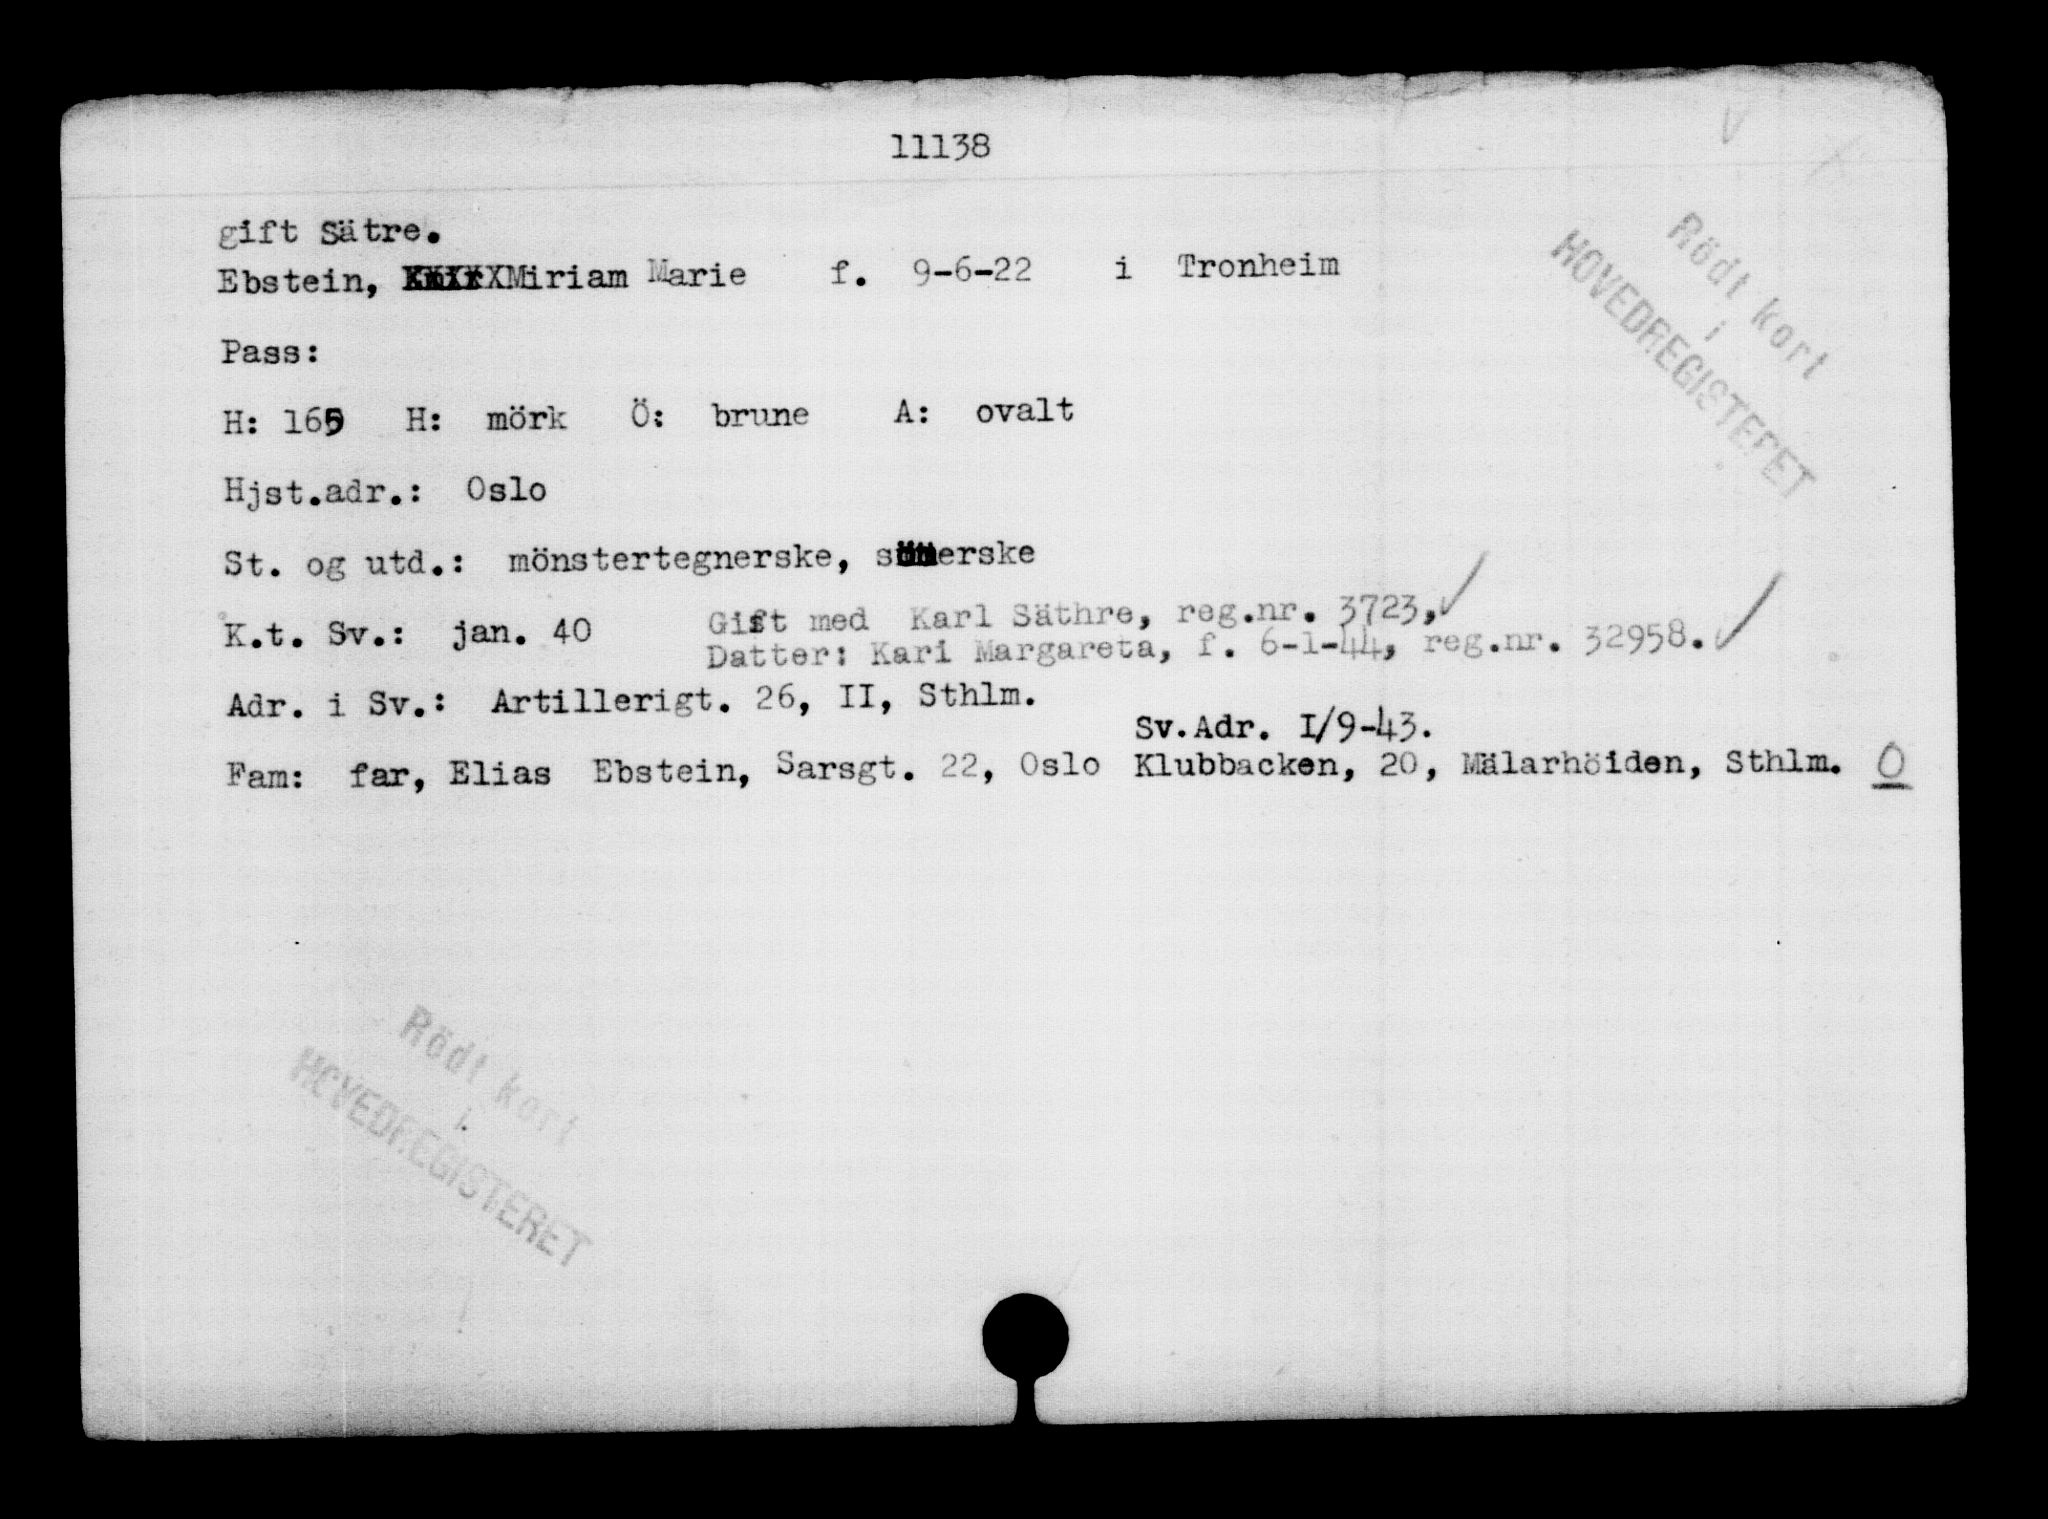 11138
gift Sätre.
Ebstein, Miriam Marie f. 9-6-22 i Tronheim
Pass:
H: 165 H: mörk Ö: brune A: ovalt
Hjst.adr.: Oslo
St. og utd.: mönstertegnerske, sömerske
K.t. Sv.: jan. 40 Gift med Karl Säthre, reg.nr. 3723,
Datter: Kari Margareta, f. 6-1-44, reg.nr. 32958.
Adr. i Sv.: Artillerigt. 26, II, Sthlm.
Sv.Adr. I/9-43.
Fam: far, Elias Ebstein, Sarsgt. 22, Oslo Klubbacken, 20, Mälarhöiden, Sthlm. 0
Rödt kort
i
HOVEDREGISTERET
Rödt kort
i
HOVEDREGISTERET